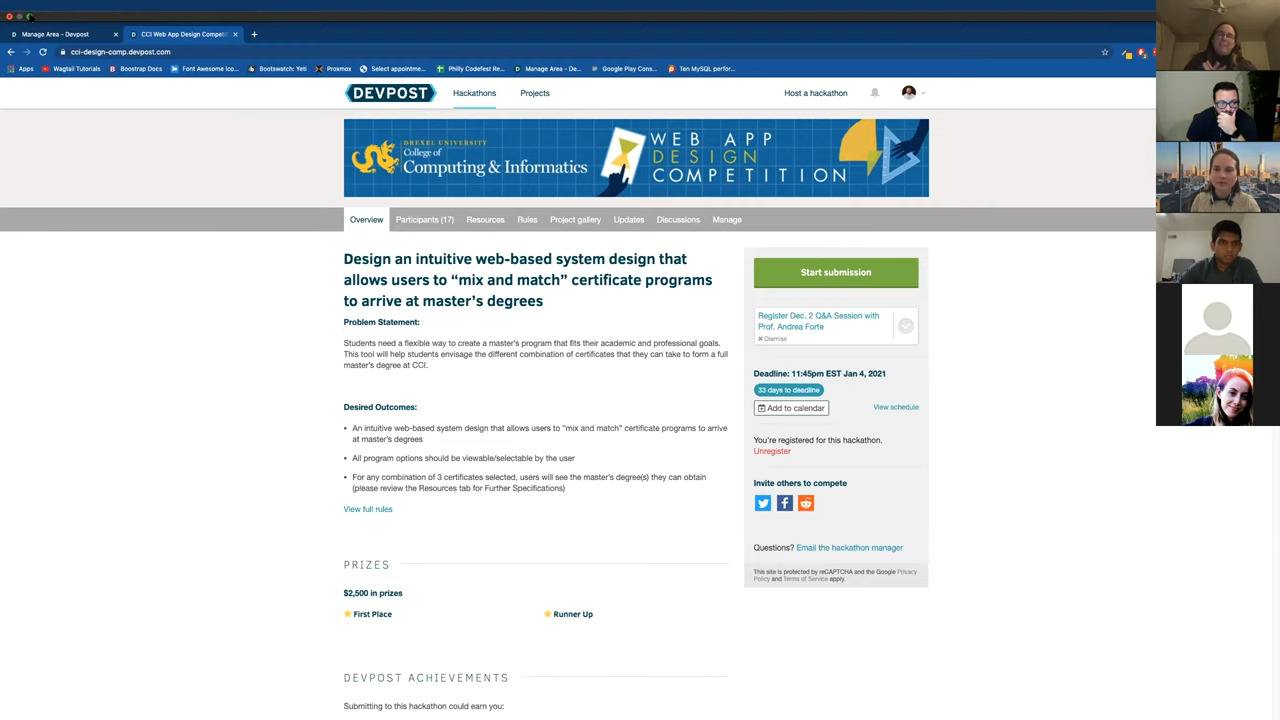 Manage Area - Devpost
CCI Web App Design Competi
cci-design-comp.devpost.com
Apps
Wagtail Tutorials
Boostrap Docs
Font Awesome Ico...
Bootswatch: Yeti
Proxmox
Select appointme...
Philly Codefest Re...
Manage Area - De...
Google Play Cons...
Ten MySQL perfor...
DEVPOST
Hackathons
Projects
Host a hackathon
DREXEL UNIVERSITY
College of
Computing & Informatics
WEB APP
DESIGN
COMPETITION
Overview
Participants (17)
Resources
Rules
Project gallery
Updates
Discussions
Manage
Design an intuitive web-based system design that
allows users to “mix and match” certificate programs
to arrive at master’s degrees
Problem Statement:
Students need a flexible way to create a master’s program that fits their academic and professional goals.
This tool will help students envisage the different combination of certificates that they can take to form a full
master’s degree at CCI.
Desired Outcomes:
• An intuitive web-based system design that allows users to “mix and match” certificate programs to arrive
at master’s degrees
• All program options should be viewable/selectable by the user
• For any combination of 3 certificates selected, users will see the master’s degree(s) they can obtain
(please review the Resources tab for Further Specifications)
View full rules
PRIZES
$2,500 in prizes
First Place
Runner Up
DEVPOST ACHIEVEMENTS
Submitting to this hackathon could earn you:
Start submission
Register Dec. 2 Q&A Session with
Prof. Andrea Forte
Dismiss
Deadline: 11:45pm EST Jan 4, 2021
33 days to deadline
Add to calendar
View schedule
You're registered for this hackathon.
Unregister
Invite others to compete
Questions? Email the hackathon manager
This site is protected by reCAPTCHA and the Google Privacy
Policy and Terms of Service apply.